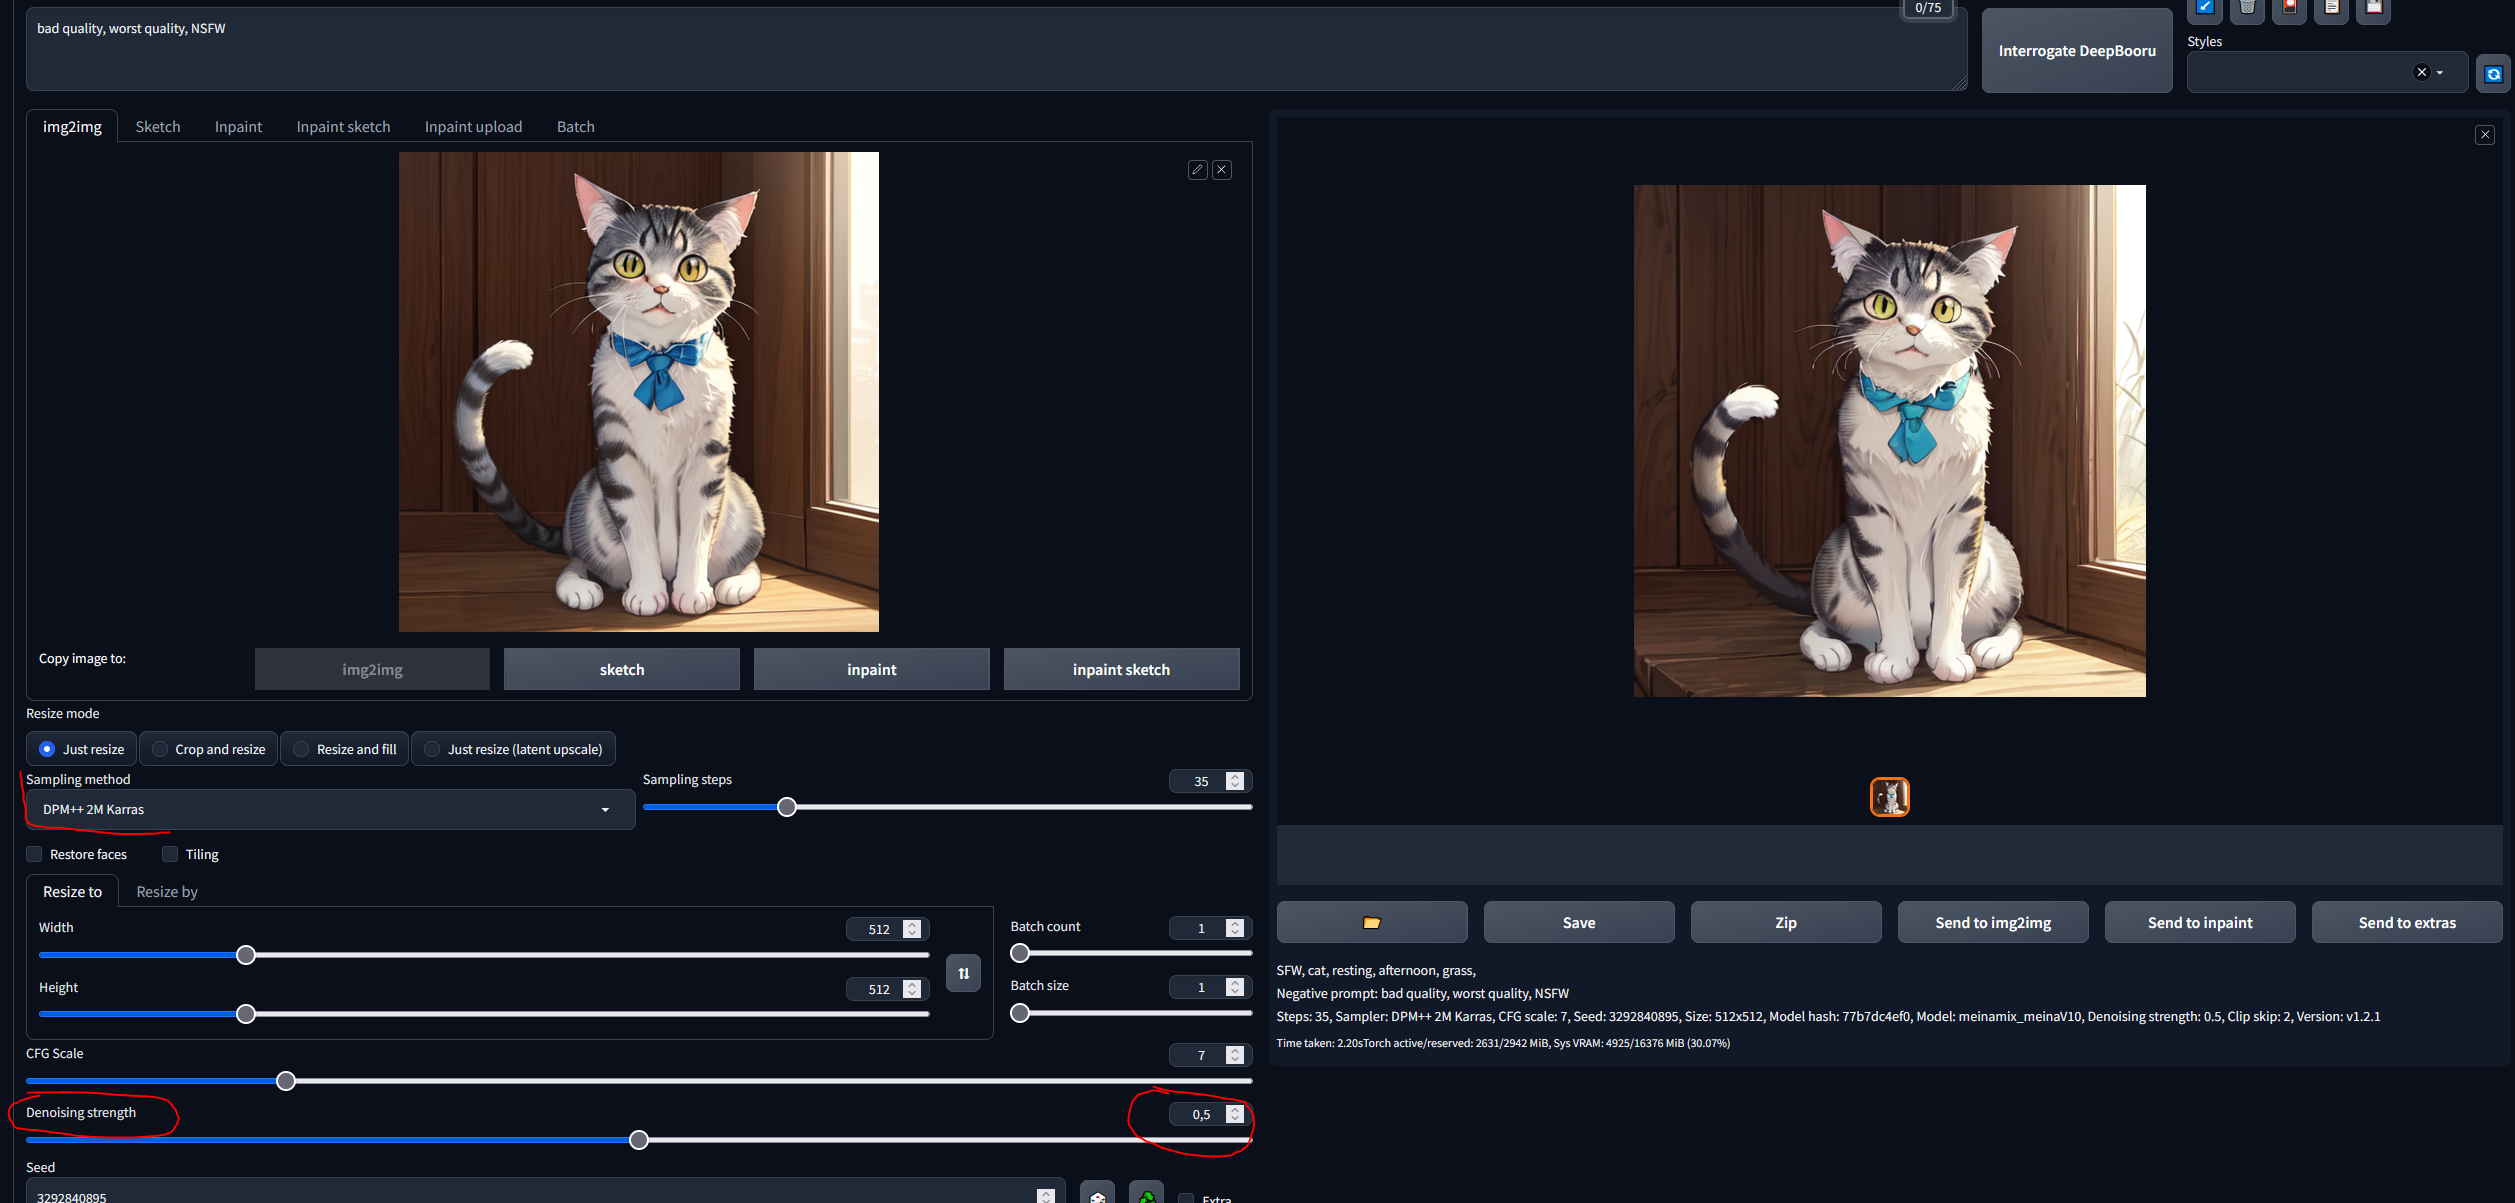 0/75
bad quality, worst quality, NSFW
Interrogate DeepBooru
Styles
img2img Sketch Inpaint Inpaint sketch Inpaint upload Batch
Copy image to:
img2img sketch inpaint inpaint sketch
Resize mode
Just resize Crop and resize Resize and fill Just resize (latent upscale)
Sampling method
DPM++ 2M Karras
Sampling steps 35
Restore faces Tiling
Resize to Resize by
Width 512
Height 512
Batch count 1
Batch size 1
CFG Scale 7
Denoising strength 0,5
Seed
3292840895
Extra
Save Zip Send to img2img Send to inpaint Send to extras
SFW, cat, resting, afternoon, grass,
Negative prompt: bad quality, worst quality, NSFW
Steps: 35, Sampler: DPM++ 2M Karras, CFG scale: 7, Seed: 3292840895, Size: 512x512, Model hash: 77b7dc4ef0, Model: meinamix_meinaV10, Denoising strength: 0.5, Clip skip: 2, Version: v1.2.1
Time taken: 2.20sTorch active/reserved: 2631/2942 MiB, Sys VRAM: 4925/16376 MiB (30.07%)